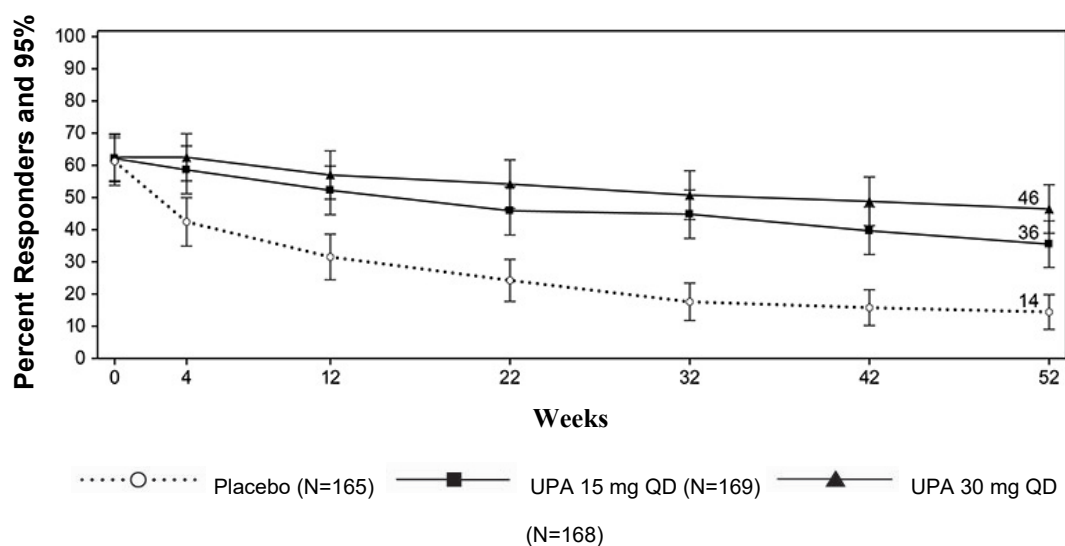 Percent Responders and 95%
100
90
80
70
60
50
40
30
20
10
0
46
36
14
0 4 12 22 32 42 52
Weeks
Placebo (N=165) UPA 15 mg QD (N=169) UPA 30 mg QD
(N=168)